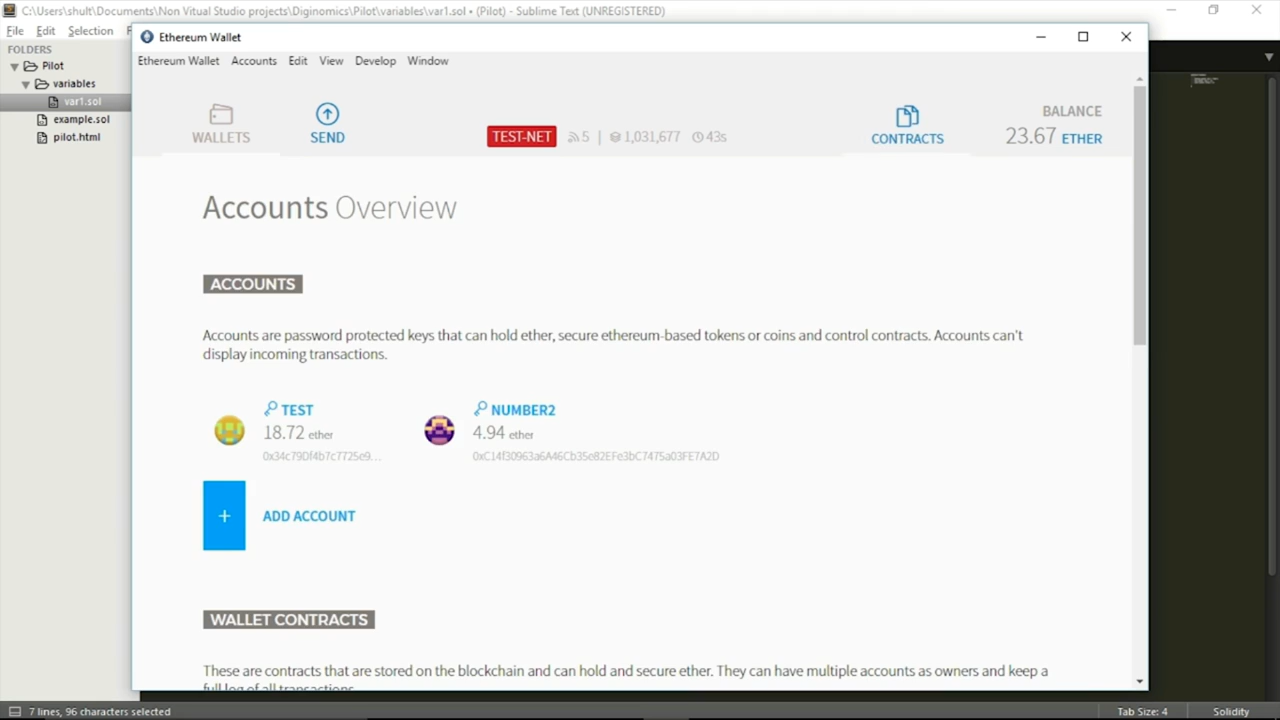 C:\Users\shult\Documents\Non Vitual Studio projects\Diginomics\Pilot\variables\var1.sol • (Pilot) - Sublime Text (UNREGISTERED)
File Edit Selection
FOLDERS
Pilot
variables
var1.sol
example.sol
pilot.html
Ethereum Wallet
Ethereum Wallet Accounts Edit View Develop Window
WALLETS
SEND
TEST-NET 5 | 1,031,677 43s
CONTRACTS
BALANCE
23.67 ETHER
Accounts Overview
ACCOUNTS
Accounts are password protected keys that can hold ether, secure ethereum-based tokens or coins and control contracts. Accounts can't
display incoming transactions.
TEST
18.72 ether
0x34c79Df4b7c7725e9...
NUMBER2
4.94 ether
0xC14f30963a6A46Cb35e82EFe3bC7475a03FE7A2D
+ ADD ACCOUNT
WALLET CONTRACTS
These are contracts that are stored on the blockchain and can hold and secure ether. They can have multiple accounts as owners and keep a
full log of all transactions.
7 lines, 96 characters selected
Tab Size: 4
Solidity